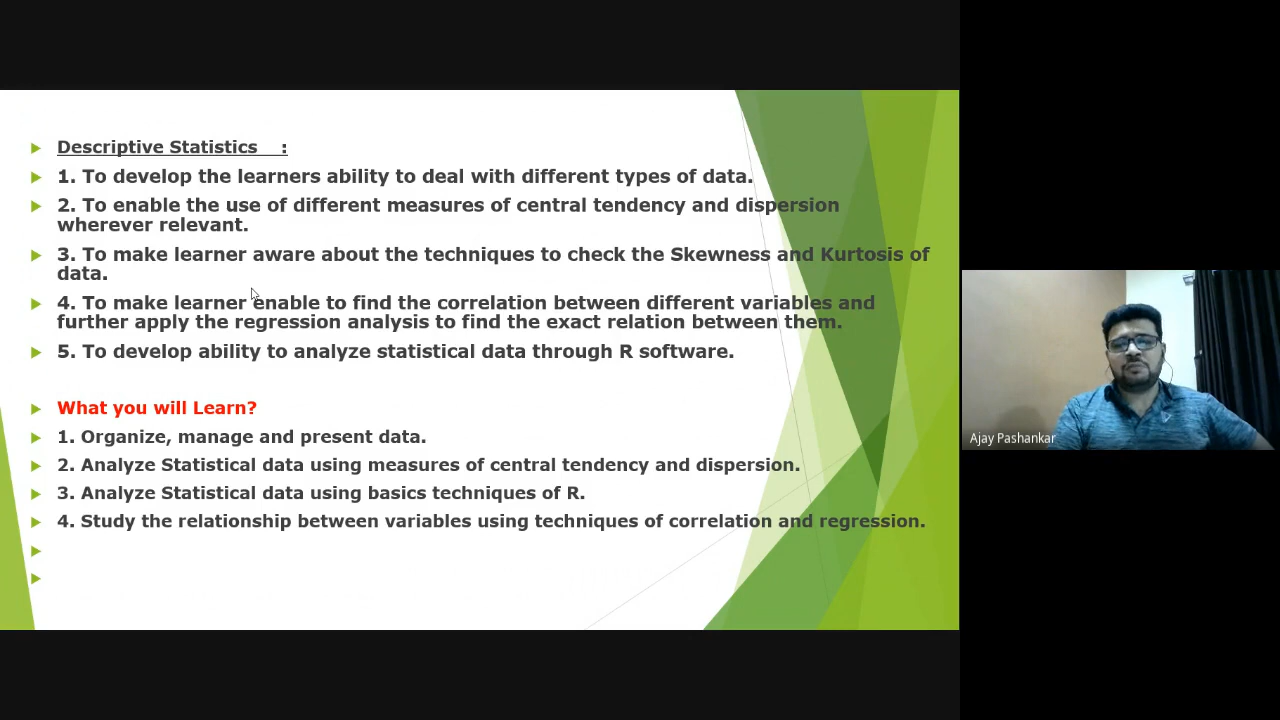 Descriptive Statistics :
1. To develop the learners ability to deal with different types of data.
2. To enable the use of different measures of central tendency and dispersion
wherever relevant.
3. To make learner aware about the techniques to check the Skewness and Kurtosis of
data.
4. To make learner enable to find the correlation between different variables and
further apply the regression analysis to find the exact relation between them.
5. To develop ability to analyze statistical data through R software.
What you will Learn?
1. Organize, manage and present data.
2. Analyze Statistical data using measures of central tendency and dispersion.
3. Analyze Statistical data using basics techniques of R.
4. Study the relationship between variables using techniques of correlation and regression.
Ajay Pashankar